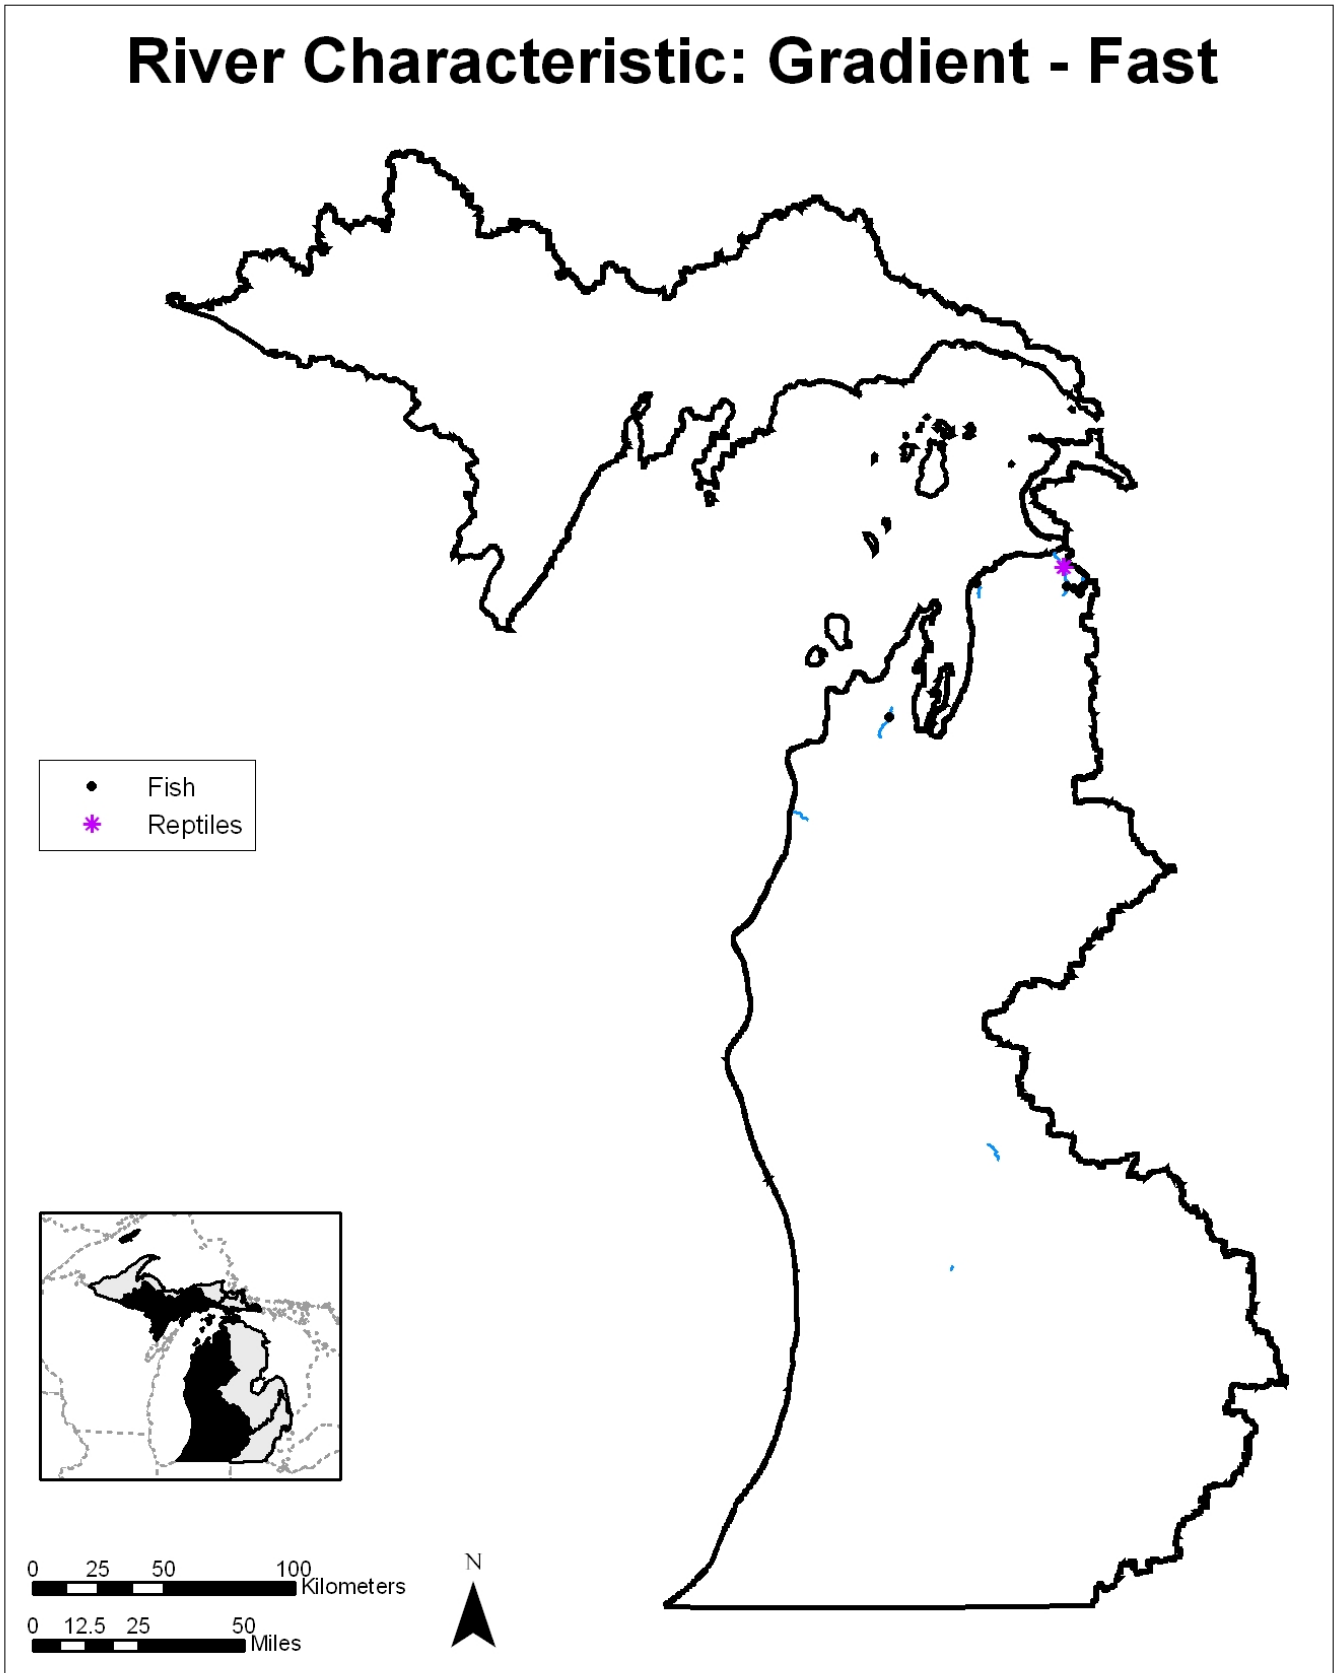 River Characteristic: Gradient - Fast
Fish
Reptiles
0 25 50 100
Kilometers
0 12.5 25 50
Miles
N